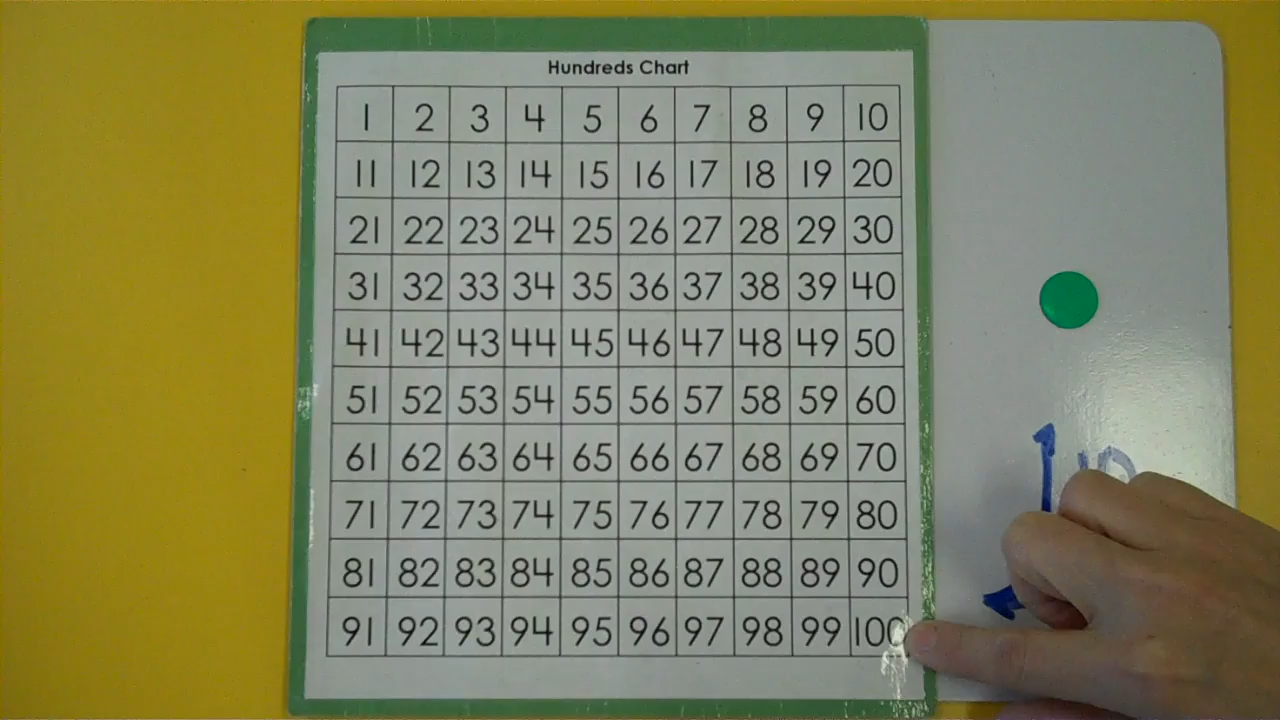 Hundreds Chart
1 2 3 4 5 6 7 8 9 10
11 12 13 14 15 16 17 18 19 20
21 22 23 24 25 26 27 28 29 30
31 32 33 34 35 36 37 38 39 40
41 42 43 44 45 46 47 48 49 50
51 52 53 54 55 56 57 58 59 60
61 62 63 64 65 66 67 68 69 70
71 72 73 74 75 76 77 78 79 80
81 82 83 84 85 86 87 88 89 90
91 92 93 94 95 96 97 98 99 100